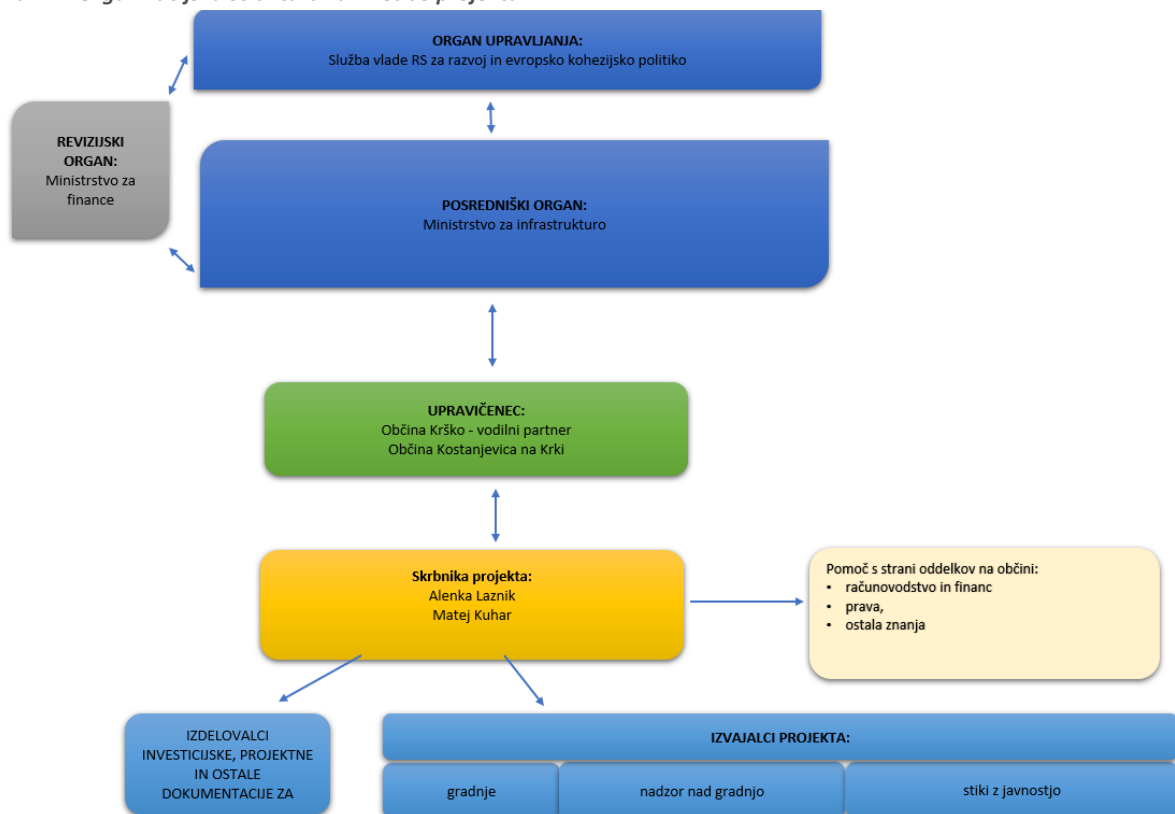 ORGAN UPRAVLJANJA:
Služba vlade RS za razvoj in evropsko kohezijsko politiko
REVIZIJSKI
ORGAN:
Ministrstvo za
finance
POSREDNIŠKI ORGAN:
Ministrstvo za infrastrukturo
UPRAVIČENEC:
Občina Krško - vodilni partner
Občina Kostanjevica na Krki
Skrbnika projekta:
Alenka Laznik
Matej Kuhar
Pomoč s strani oddelkov na občini:
• računovodstvo in financ
• prava,
• ostala znanja
IZDELOVALCI
INVESTICIJSKE, PROJEKTNE
IN OSTALE
DOKUMENTACIJE ZA
IZVAJALCI PROJEKTA:
gradnje
nadzor nad gradnjo
stiki z javnostjo